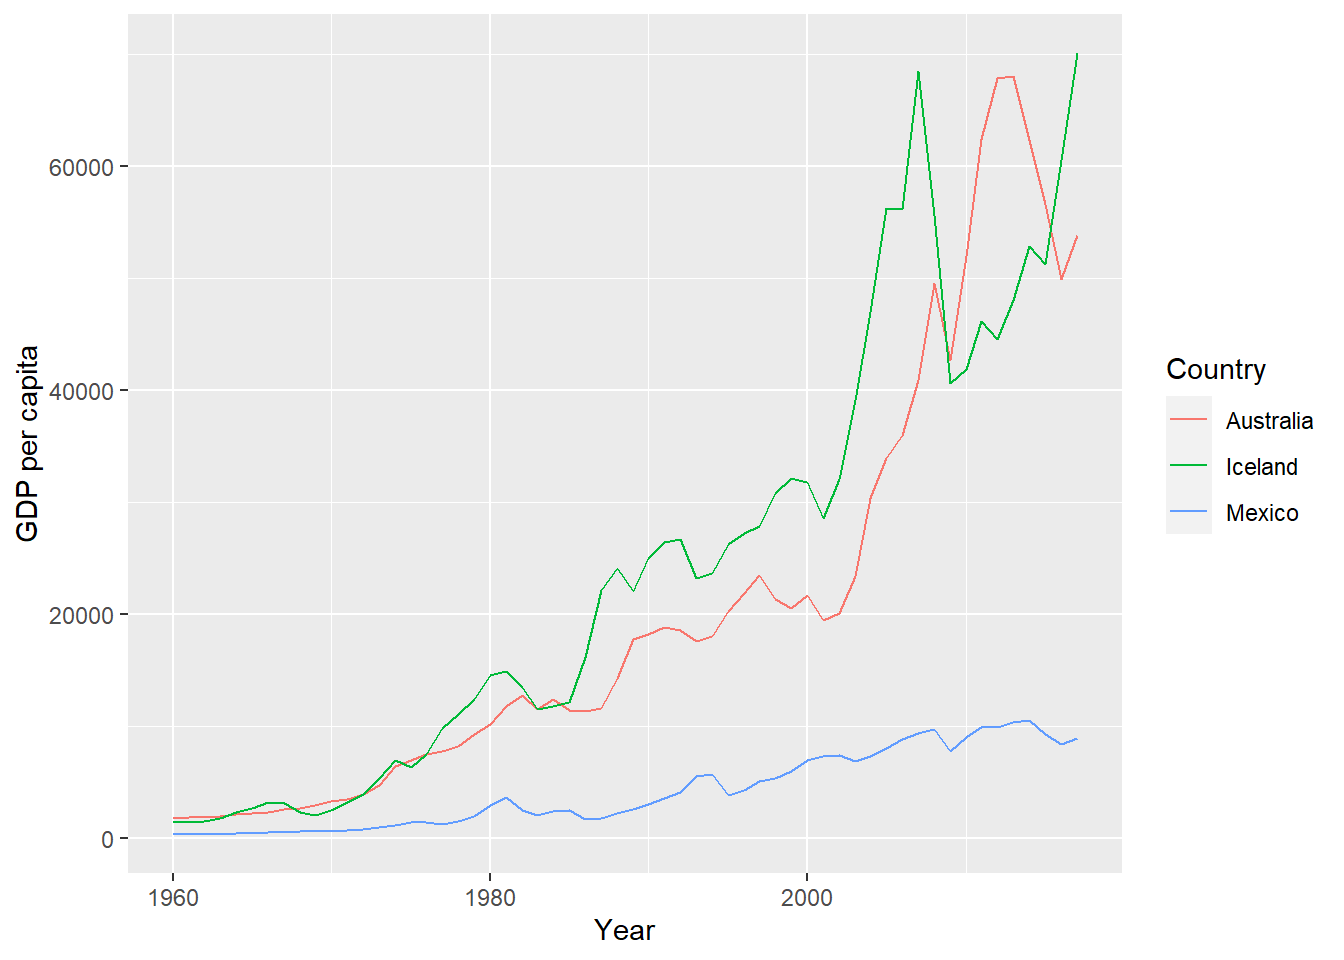 60000
40000
20000
0
GDP per capita
1960
1980
2000
Year
Country
Australia
Iceland
Mexico